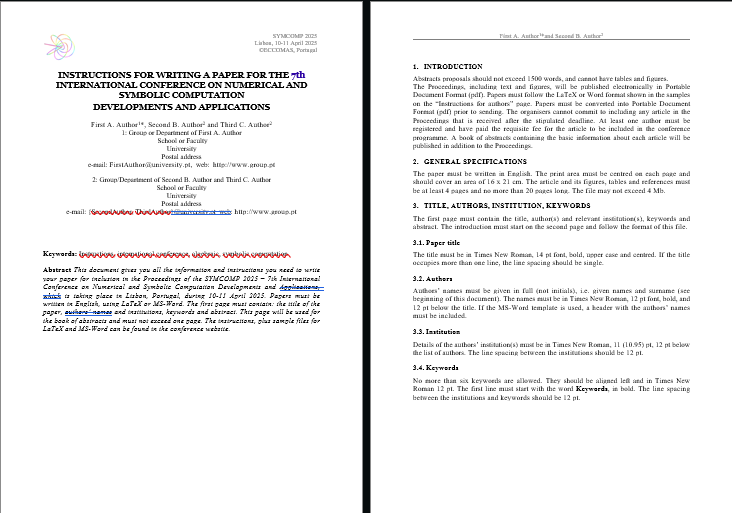 SYMCOMP 2025
Lisbon, 10-11 April 2025
©ECCOMAS, Portugal
INSTRUCTIONS FOR WRITING A PAPER FOR THE 7th
INTERNATIONAL CONFERENCE ON NUMERICAL AND
SYMBOLIC COMPUTATION
DEVELOPMENTS AND APPLICATIONS
First A. Author¹*, Second B. Author² and Third C. Author²
1: Group or Department of First A. Author
School or Faculty
University
Postal address
e-mail: FirstAuthor@university.pt, web: http://www.group.pt
2: Group/Department of Second B. Author and Third C. Author
School or Faculty
University
Postal address
e-mail: {SecondAuthor,ThirdAuthor}@university.pt web: http://www.group.pt
Keywords: Instructions, international conference, algebraic, symbolic computation,
Abstract This document gives you all the information and instructions you need to write
your paper for inclusion in the Proceedings of the SYMCOMP 2025 – 7th International
Conference on Numerical and Symbolic Computation Developments and Applications,
which is taking place in Lisbon, Portugal, during 10-11 April 2025. Papers must be
written in English, using LaTeX or MS-Word. The first page must contain: the title of the
paper, authors' names and institutions, keywords and abstract. This page will be used for
the book of abstracts and must not exceed one page. The instructions, plus sample files for
LaTeX and MS-Word can be found in the conference website.
First A. Author¹*and Second B. Author²
1. INTRODUCTION
Abstracts proposals should not exceed 1500 words, and cannot have tables and figures.
The Proceedings, including text and figures, will be published electronically in Portable
Document Format (pdf). Papers must follow the LaTeX or Word format shown in the samples
on the “Instructions for authors” page. Papers must be converted into Portable Document
Format (pdf) prior to sending. The organisers cannot commit to including any article in the
Proceedings that is received after the stipulated deadline. At least one author must be
registered and have paid the requisite fee for the article to be included in the conference
programme. A book of abstracts containing the basic information about each article will be
published in addition to the Proceedings.
2. GENERAL SPECIFICATIONS
The paper must be written in English. The print area must be centred on each page and
should cover an area of 16 x 21 cm. The article and its figures, tables and references must
be at least 4 pages and no more than 20 pages long. The file may not exceed 4 Mb.
3. TITLE, AUTHORS, INSTITUTION, KEYWORDS
The first page must contain the title, author(s) and relevant institution(s), keywords and
abstract. The introduction must start on the second page and follow the format of this file.
3.1. Paper title
The title must be in Times New Roman, 14 pt font, bold, upper case and centred. If the title
occupies more than one line, the line spacing should be single.
3.2. Authors
Authors’ names must be given in full (not initials), i.e. given names and surname (see
beginning of this document). The names must be in Times New Roman, 12 pt font, bold, and
12 pt below the title. If the MS-Word template is used, a header with the authors’ names
must be included.
3.3. Institution
Details of the authors’ institution(s) must be in Times New Roman, 11 (10.95) pt, 12 pt below
the list of authors. The line spacing between the institutions should be 12 pt.
3.4. Keywords
No more than six keywords are allowed. They should be aligned left and in Times New
Roman 12 pt. The first line must start with the word Keywords, in bold. The line spacing
between the institutions and keywords should be 12 pt.